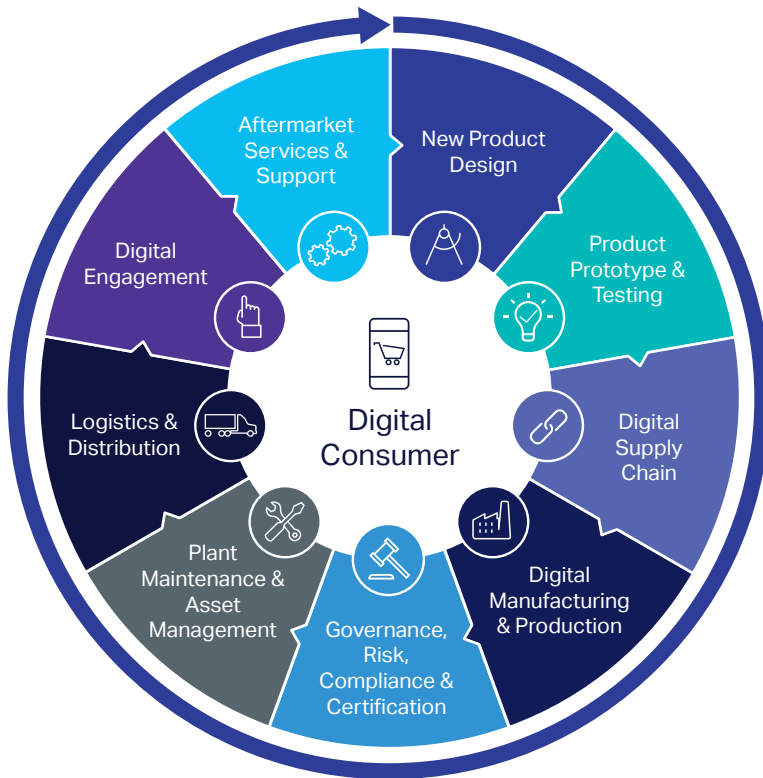 New Product
Design
Product
Prototype &
Testing
Digital
Supply
Chain
Digital
Manufacturing
& Production
Governance,
Risk,
Compliance &
Certification
Plant
Maintenance &
Asset
Management
Logistics &
Distribution
Digital
Engagement
Aftermarket
Services &
Support
Digital
Consumer